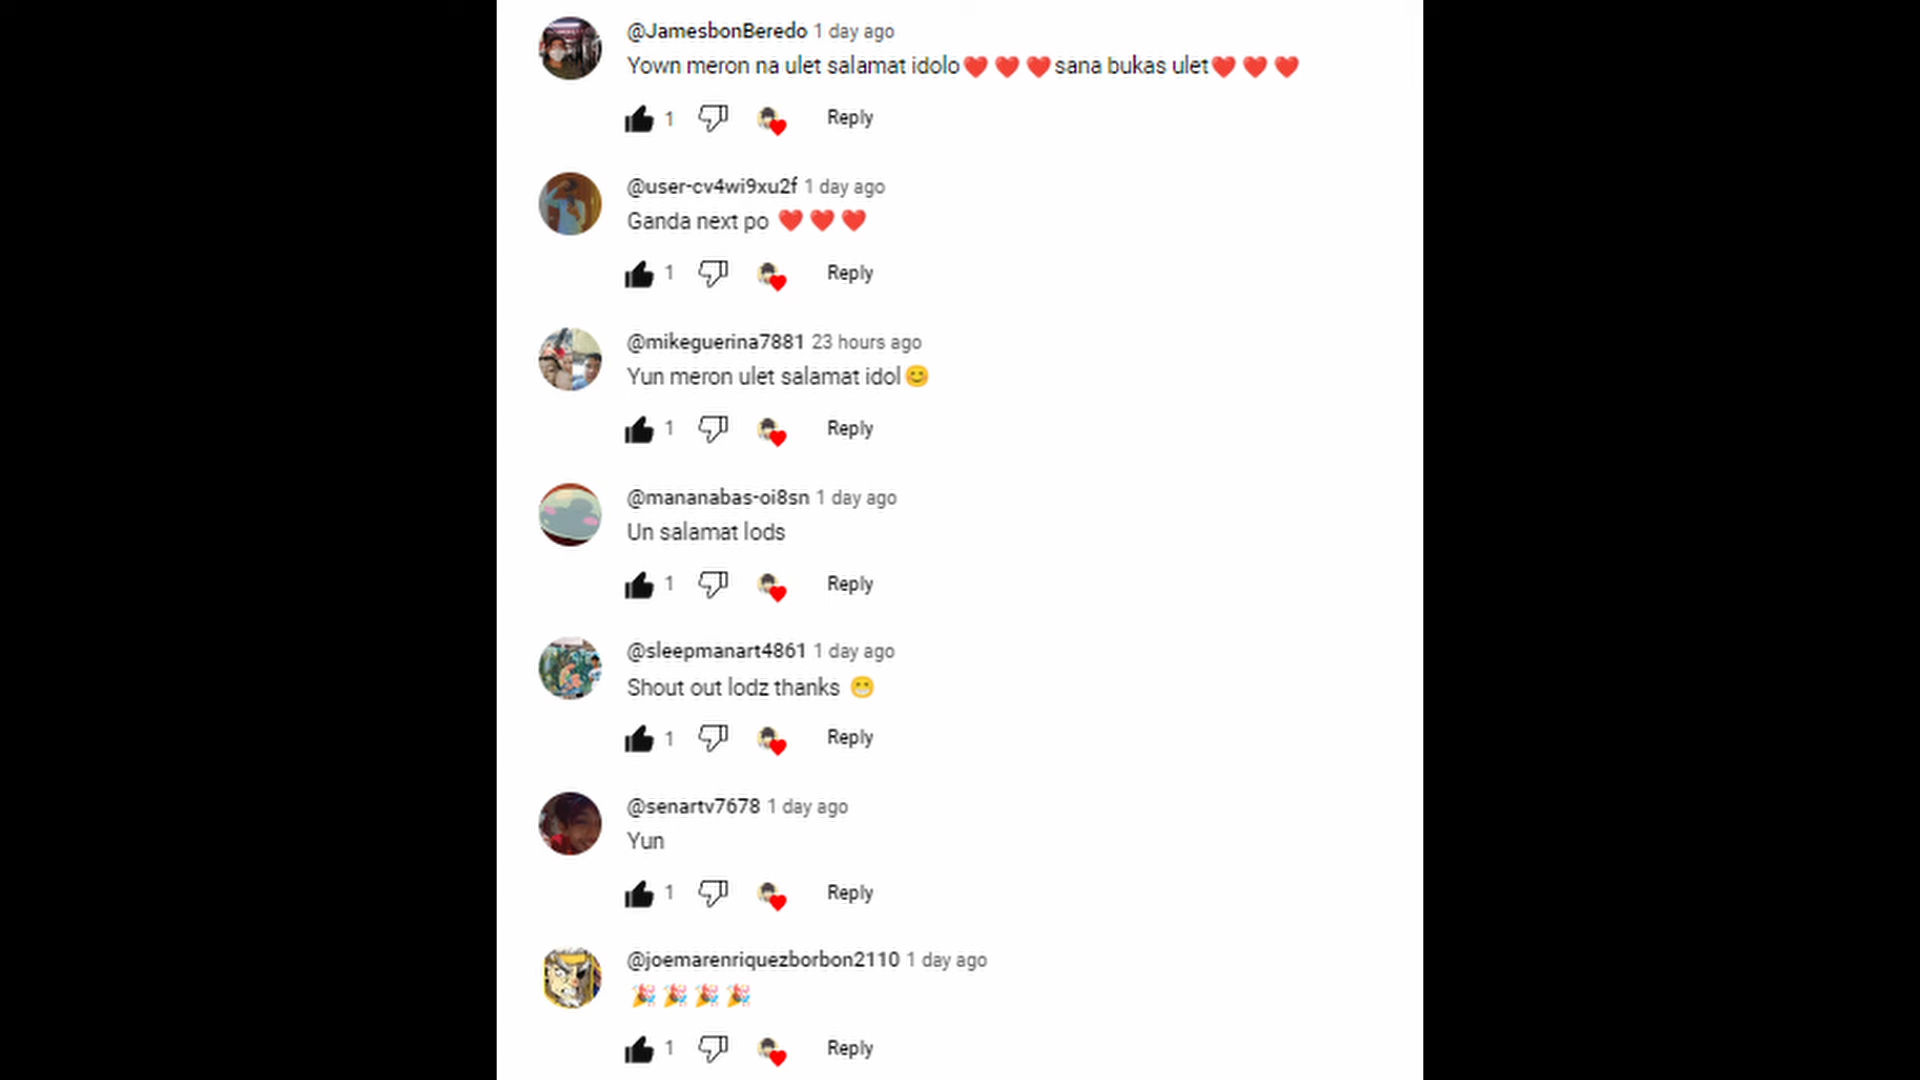 @JamesbonBeredo 1 day ago
Yown meron na ulet salamat idolo❤️❤️❤️sana bukas ulet❤️❤️❤️
1 Reply
@user-cv4wi9xu2f 1 day ago
Ganda next po ❤️❤️❤️
1 Reply
@mikeguerina7881 23 hours ago
Yun meron ulet salamat idol😊
1 Reply
@mananabas-oi8sn 1 day ago
Un salamat lods
1 Reply
@sleepmanart4861 1 day ago
Shout out lodz thanks 😁
1 Reply
@senartv7678 1 day ago
Yun
1 Reply
@joemarenriquezborbon2110 1 day ago
🎉🎉🎉🎉
1 Reply